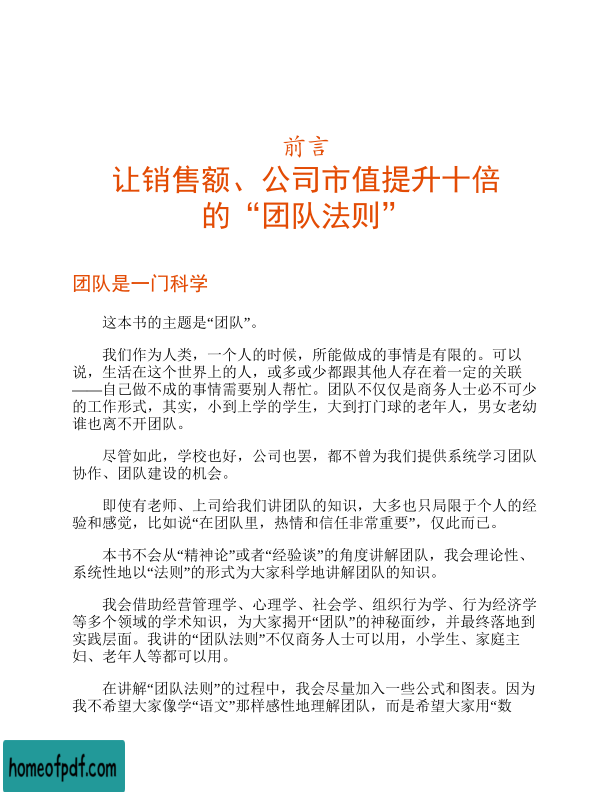 前言
让销售额、公司市值提升十倍
的“团队法则”
团队是一门科学
这本书的主题是“团队”。
我们作为人类，一个人的时候，所能做成的事情是有限的。可以
说，生活在这个世界上的人，或多或少都跟其他人存在着一定的关联
——自己做不成的事情需要别人帮忙。团队不仅仅是商务人士必不可少
的工作形式，其实，小到上学的学生，大到打门球的老年人，男女老幼
谁也离不开团队。
尽管如此，学校也好，公司也罢，都不曾为我们提供系统学习团队
协作、团队建设的机会。
即使有老师、上司给我们讲团队的知识，大多也只局限于个人的经
验和感觉，比如说“在团队里，热情和信任非常重要”，仅此而已。
本书不会从“精神论”或者“经验谈”的角度讲解团队，我会理论性、
系统性地以“法则”的形式为大家科学地讲解团队的知识。
我会借助经营管理学、心理学、社会学、组织行为学、行为经济学
等多个领域的学术知识，为大家揭开“团队”的神秘面纱，并最终落地到
实践层面。我讲的“团队法则”不仅商务人士可以用，小学生、家庭主
妇、老年人等都可以用。
在讲解“团队法则”的过程中，我会尽量加入一些公式和图表。因为
我不希望大家像学“语文”那样感性地理解团队，而是希望大家用“数
homeofpdf.com